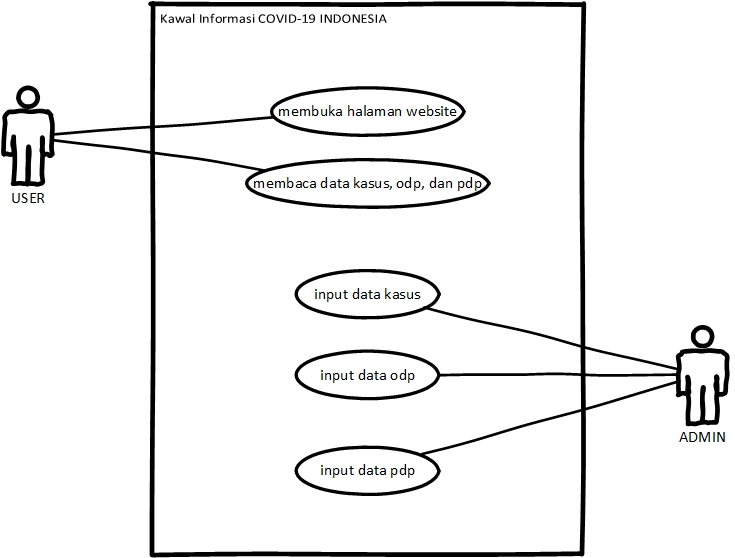 Kawal Informasi COVID-19 INDONESIA
membuka halaman website
USER
membaca data kasus, odp, dan pdp
input data kasus
input data odp
ADMIN
input data pdp